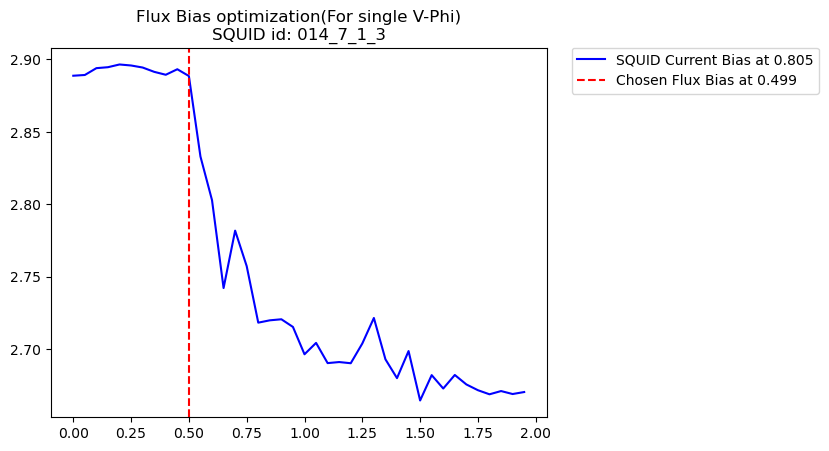 Flux Bias optimization(For single V-Phi)
SQUID id: 014_7_1_3
SQUID Current Bias at 0.805
Chosen Flux Bias at 0.499
2.90
2.85
2.80
2.75
2.70
0.00 0.25 0.50 0.75 1.00 1.25 1.50 1.75 2.00